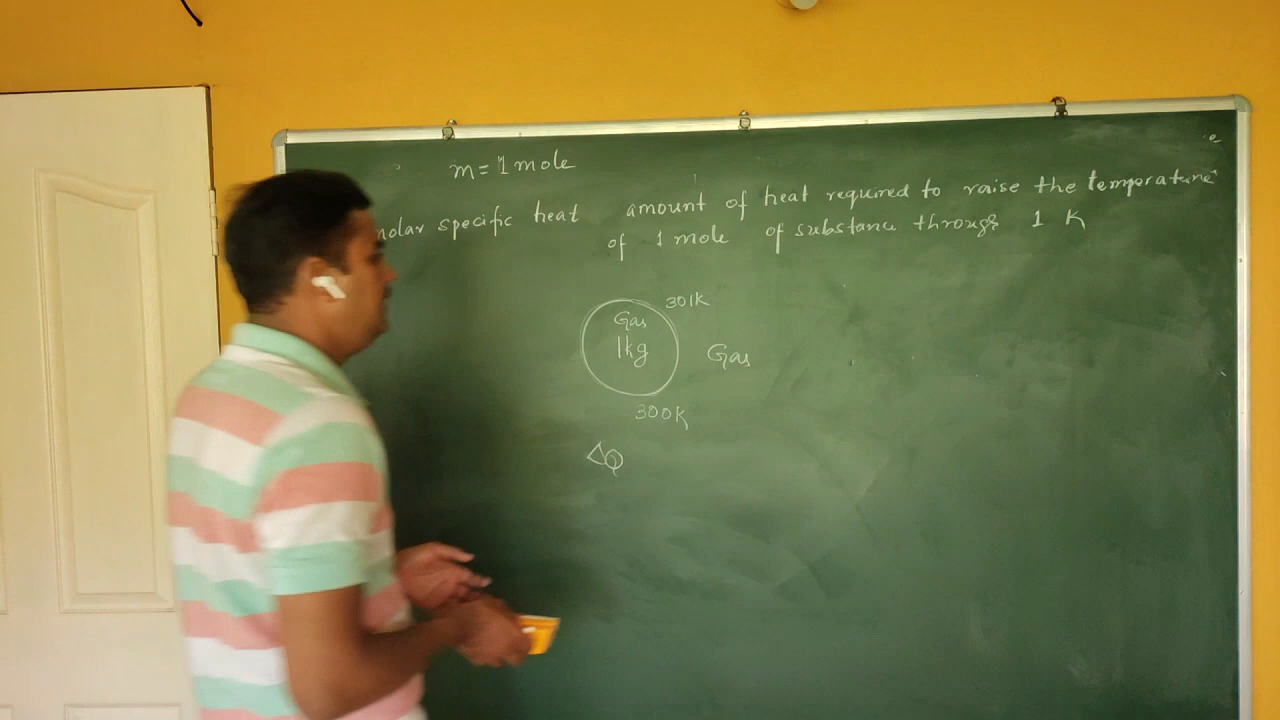 m = 1 mole
molar specific heat amount of heat required to raise the temperature
of 1 mole of substance through 1 K
301K
Gas
1kg
Gas
300K
ΔQ